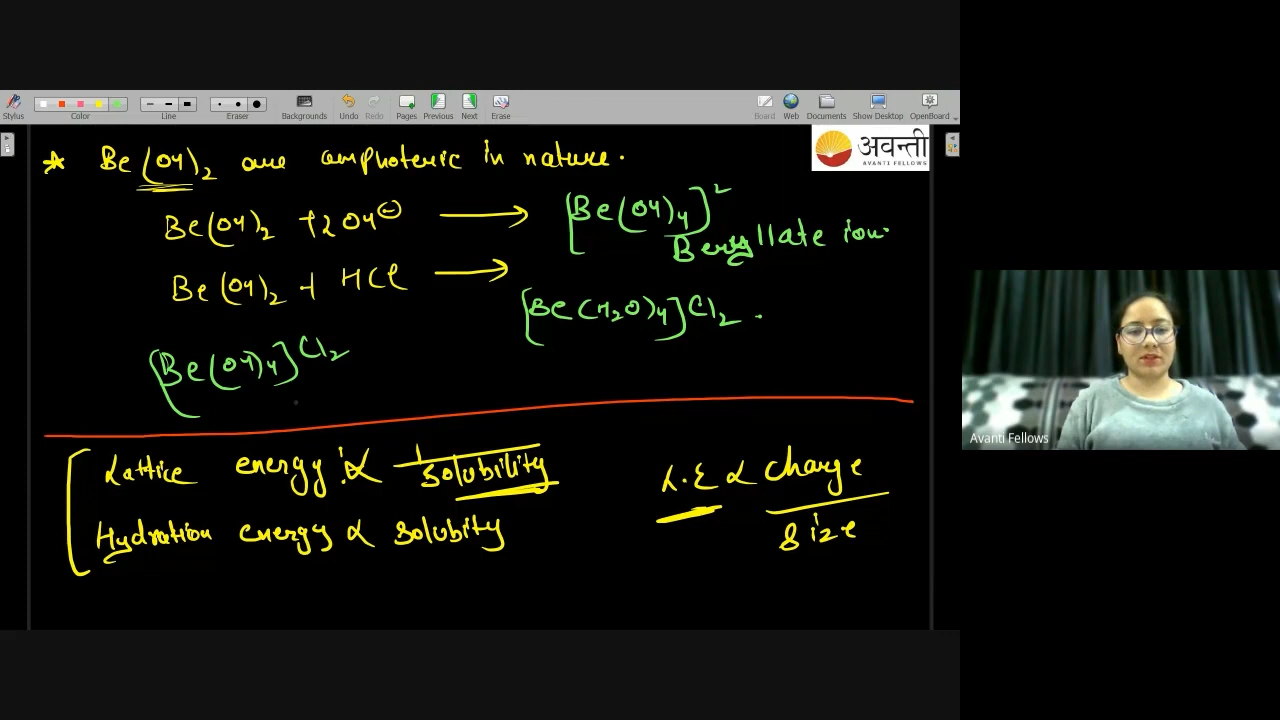 Stylus
Color
Line
Eraser
Backgrounds
Undo
Redo
Pages
Previous
Next
Erase
Board
Web
Documents
Show Desktop
OpenBoard
अवन्ती
AVANTI FELLOWS
* Be(OH)2 are amphoteric in nature.
Be(OH)2 + 2OH⊖ ⟶ [Be(OH)4]2-
Beryllate ion.
Be(OH)2 + HCl ⟶ [Be(H2O)4]Cl2.
[Be(OH)4]Cl2
Lattice energy ∝ 1/Solubility
L.E ∝ charge/size
Hydration energy ∝ solubity
Avanti Fellows